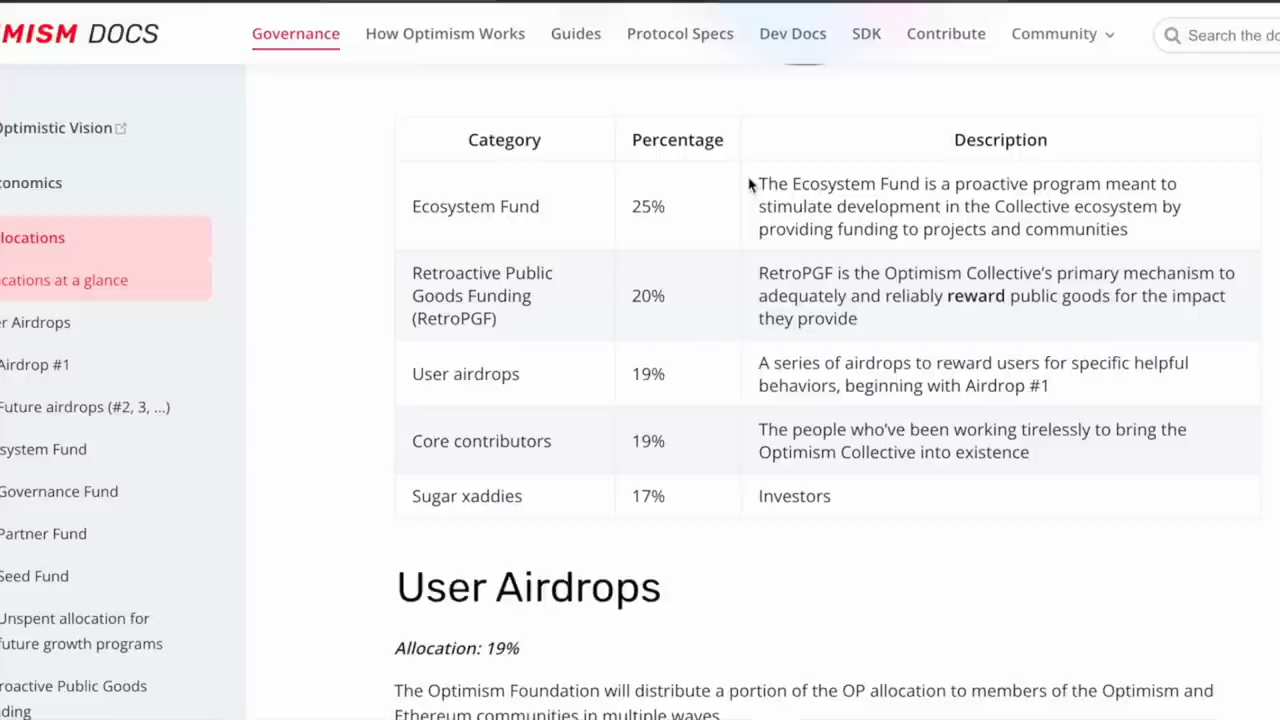 MISM DOCS
Governance
How Optimism Works
Guides
Protocol Specs
Dev Docs
SDK
Contribute
Community
Search the do
Optimistic Vision
conomics
locations
cations at a glance
r Airdrops
Airdrop #1
Future airdrops (#2, 3, ...)
system Fund
Governance Fund
Partner Fund
Seed Fund
Unspent allocation for
future growth programs
roactive Public Goods
ding
Category Percentage Description
Ecosystem Fund
25%
The Ecosystem Fund is a proactive program meant to
stimulate development in the Collective ecosystem by
providing funding to projects and communities
Retroactive Public
Goods Funding
(RetroPGF)
20%
RetroPGF is the Optimism Collective's primary mechanism to
adequately and reliably reward public goods for the impact
they provide
User airdrops
19%
A series of airdrops to reward users for specific helpful
behaviors, beginning with Airdrop #1
Core contributors
19%
The people who've been working tirelessly to bring the
Optimism Collective into existence
Sugar xaddies
17%
Investors
User Airdrops
Allocation: 19%
The Optimism Foundation will distribute a portion of the OP allocation to members of the Optimism and
Ethereum communities in multiple waves